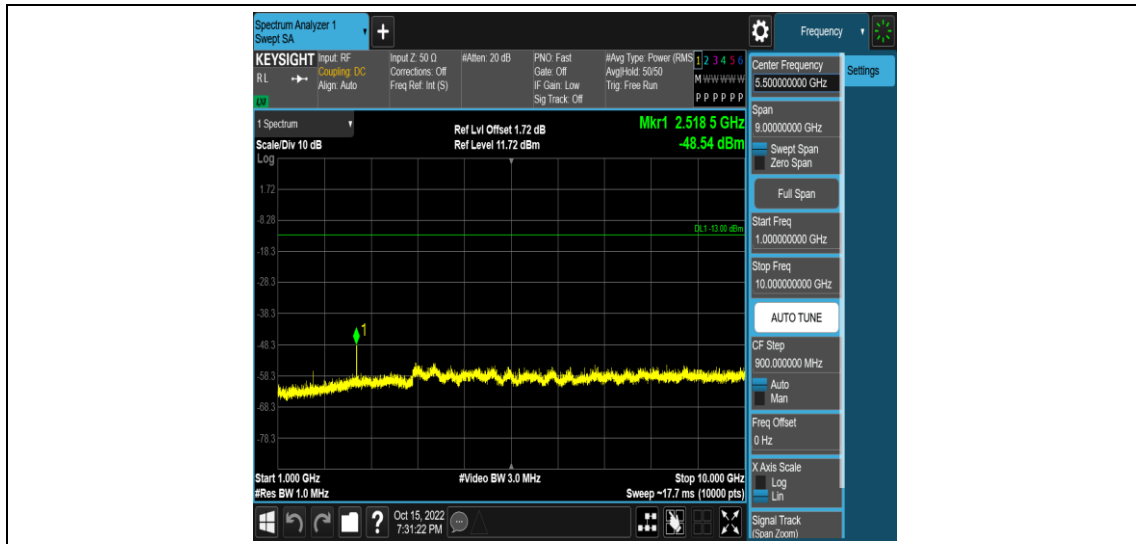 Spectrum Analyzer 1
Swept SA
+
Frequency
KEYSIGHT
RL
LXI
Input: RF
Coupling: DC
Align: Auto
Input Z: 50 Ω
Corrections: Off
Freq Ref: Int (S)
#Atten: 20 dB
PNO: Fast
Gate: Off
IF Gain: Low
Sig Track: Off
#Avg Type: Power (RMS
Avg|Hold: 50/50
Trig: Free Run
1 2 3 4 5 6
M W W W W W
P P P P P P
1 Spectrum
Scale/Div 10 dB
Log
Ref Lvl Offset 1.72 dB
Ref Level 11.72 dBm
Mkr1 2.518 5 GHz
-48.54 dBm
1.72
-8.28
DL1 -13.00 dBm
-18.3
-28.3
-38.3
1
-48.3
-58.3
-68.3
-78.3
Start 1.000 GHz
#Video BW 3.0 MHz
Stop 10.000 GHz
#Res BW 1.0 MHz
Sweep ~17.7 ms (10000 pts)
Center Frequency
5.500000000 GHz
Settings
Span
9.00000000 GHz
Swept Span
Zero Span
Full Span
Start Freq
1.000000000 GHz
Stop Freq
10.000000000 GHz
AUTO TUNE
CF Step
900.000000 MHz
Auto
Man
Freq Offset
0 Hz
X Axis Scale
Log
Lin
Signal Track
(Span Zoom)
?
Oct 15, 2022
7:31:22 PM